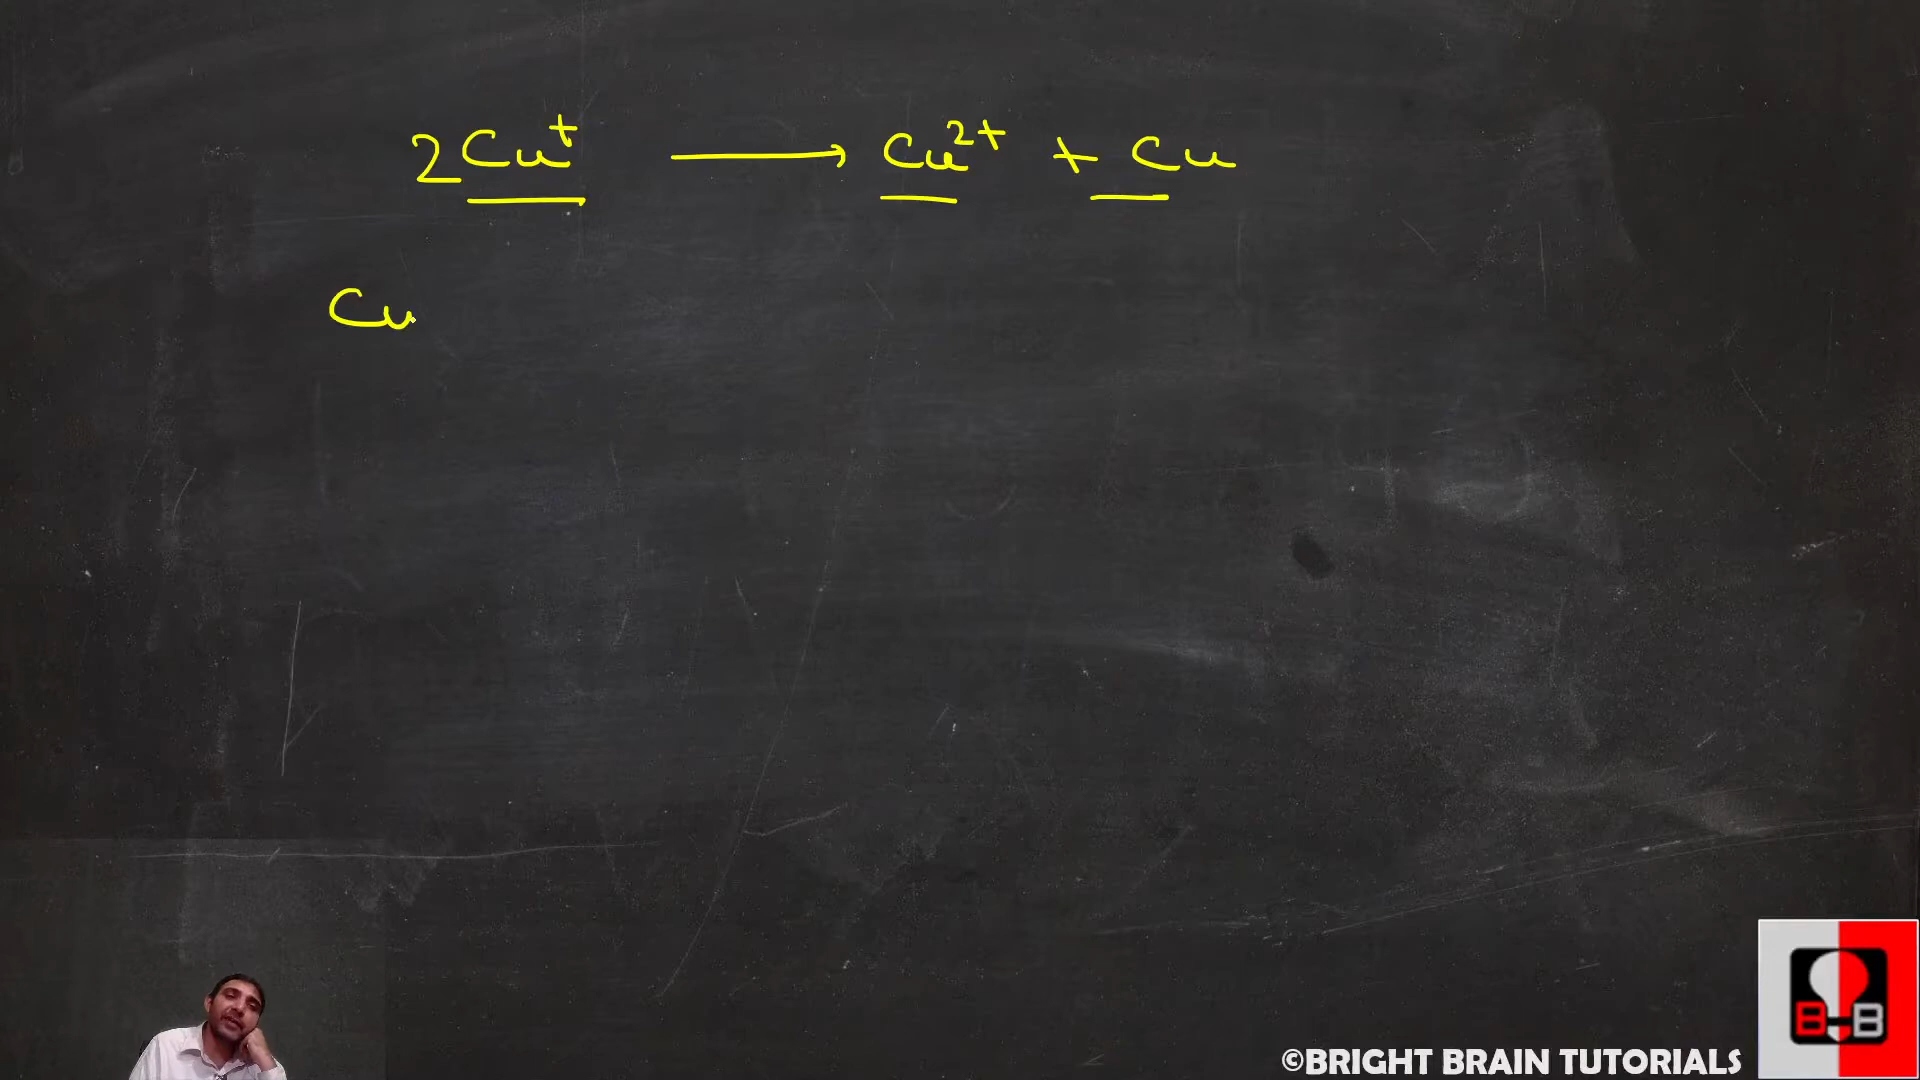 2Cu⁺ ⟶ Cu²⁺ + Cu
Cu
B B
©BRIGHT BRAIN TUTORIALS